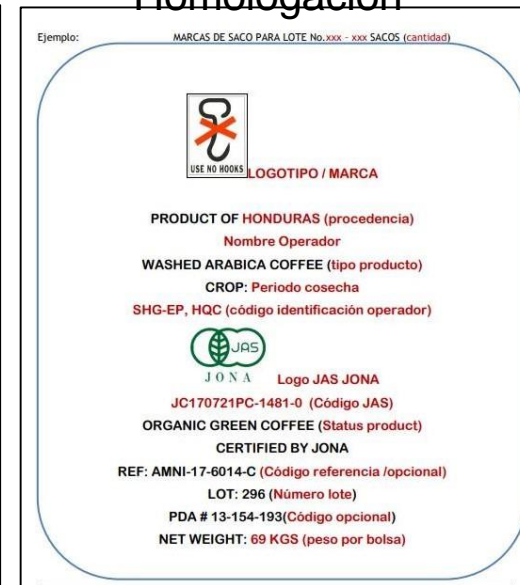 Homologación
Ejemplo: MARCAS DE SACO PARA LOTE No.xxx - xxx SACOS (cantidad)
USE NO HOOKS
LOGOTIPO / MARCA
PRODUCT OF HONDURAS (procedencia)
Nombre Operador
WASHED ARABICA COFFEE (tipo producto)
CROP: Periodo cosecha
SHG-EP, HQC (código identificación operador)
JAS
JONA
Logo JAS JONA
JC170721PC-1481-0 (Código JAS)
ORGANIC GREEN COFFEE (Status product)
CERTIFIED BY JONA
REF: AMNI-17-6014-C (Código referencia /opcional)
LOT: 296 (Número lote)
PDA # 13-154-193(Código opcional)
NET WEIGHT: 69 KGS (peso por bolsa)